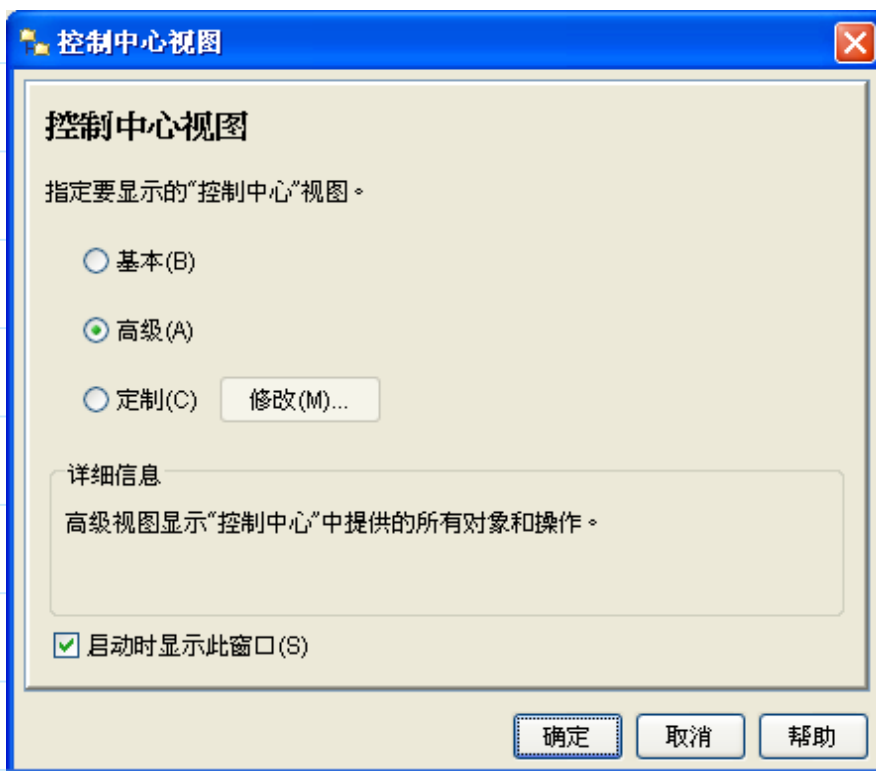 控制中心视图
控制中心视图
指定要显示的“控制中心”视图。
基本(B)
高级(A)
定制(C) 修改(M)...
详细信息
高级视图显示“控制中心”中提供的所有对象和操作。
启动时显示此窗口(S)
确定 取消 帮助